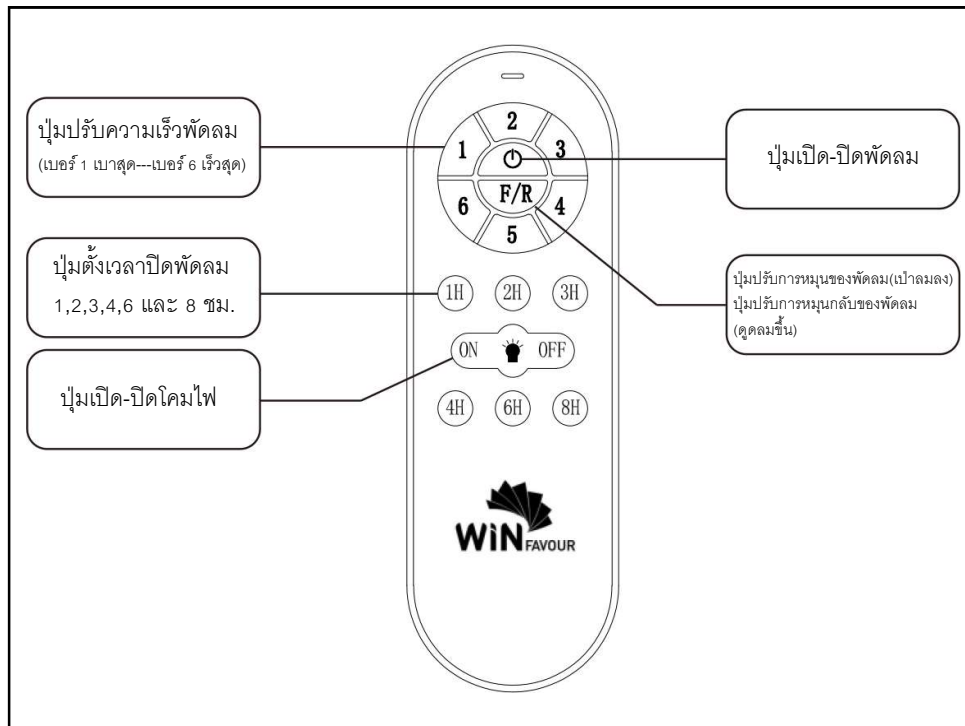 ปุ่มปรับความเร็วพัดลม
(เบอร์ 1 เบาสุด---เบอร์ 6 เร็วสุด)
ปุ่มตั้งเวลาปิดพัดลม
1,2,3,4,6 และ 8 ชม.
ปุ่มเปิด-ปิดโคมไฟ
2
1
3
F/R
6
4
5
1H 2H 3H
ON OFF
4H 6H 8H
WiN FAVOUR
ปุ่มเปิด-ปิดพัดลม
ปุ่มปรับการหมุนของพัดลม(เป่าลมลง)
ปุ่มปรับการหมุนกลับของพัดลม
(ดูดลมขึ้น)